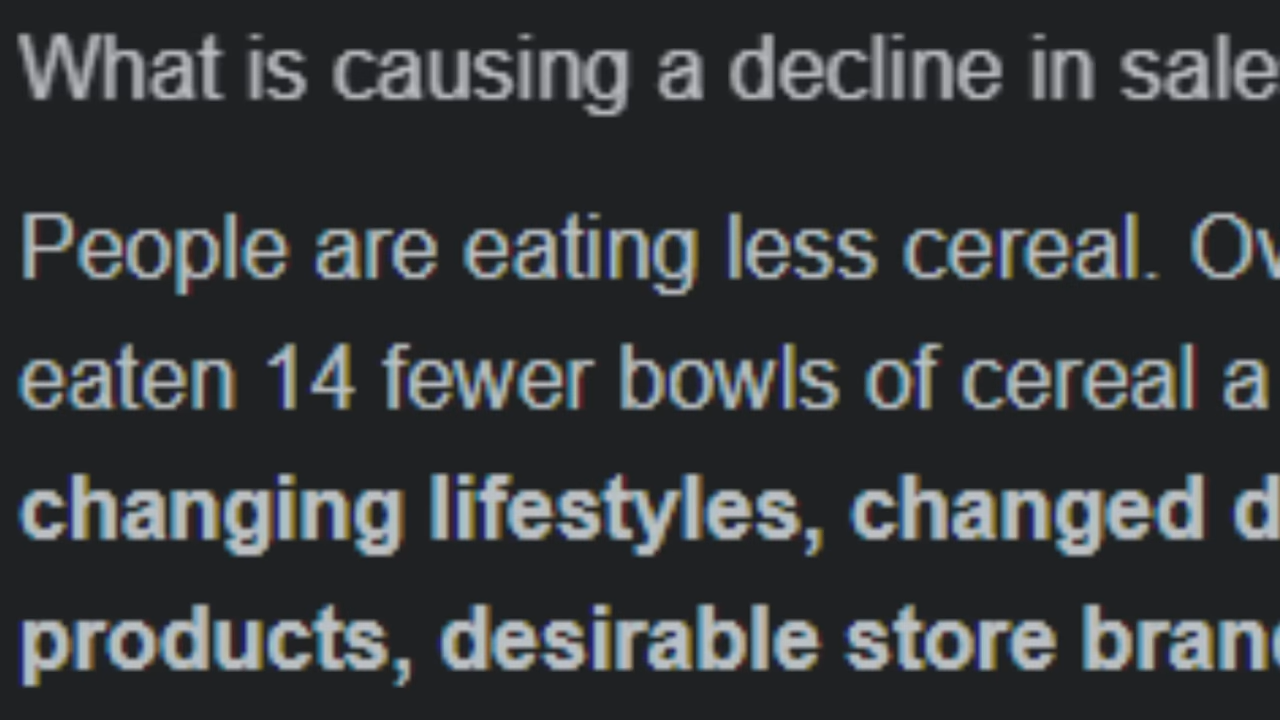 What is causing a decline in sale
People are eating less cereal. Ov
eaten 14 fewer bowls of cereal a
changing lifestyles, changed d
products, desirable store bran